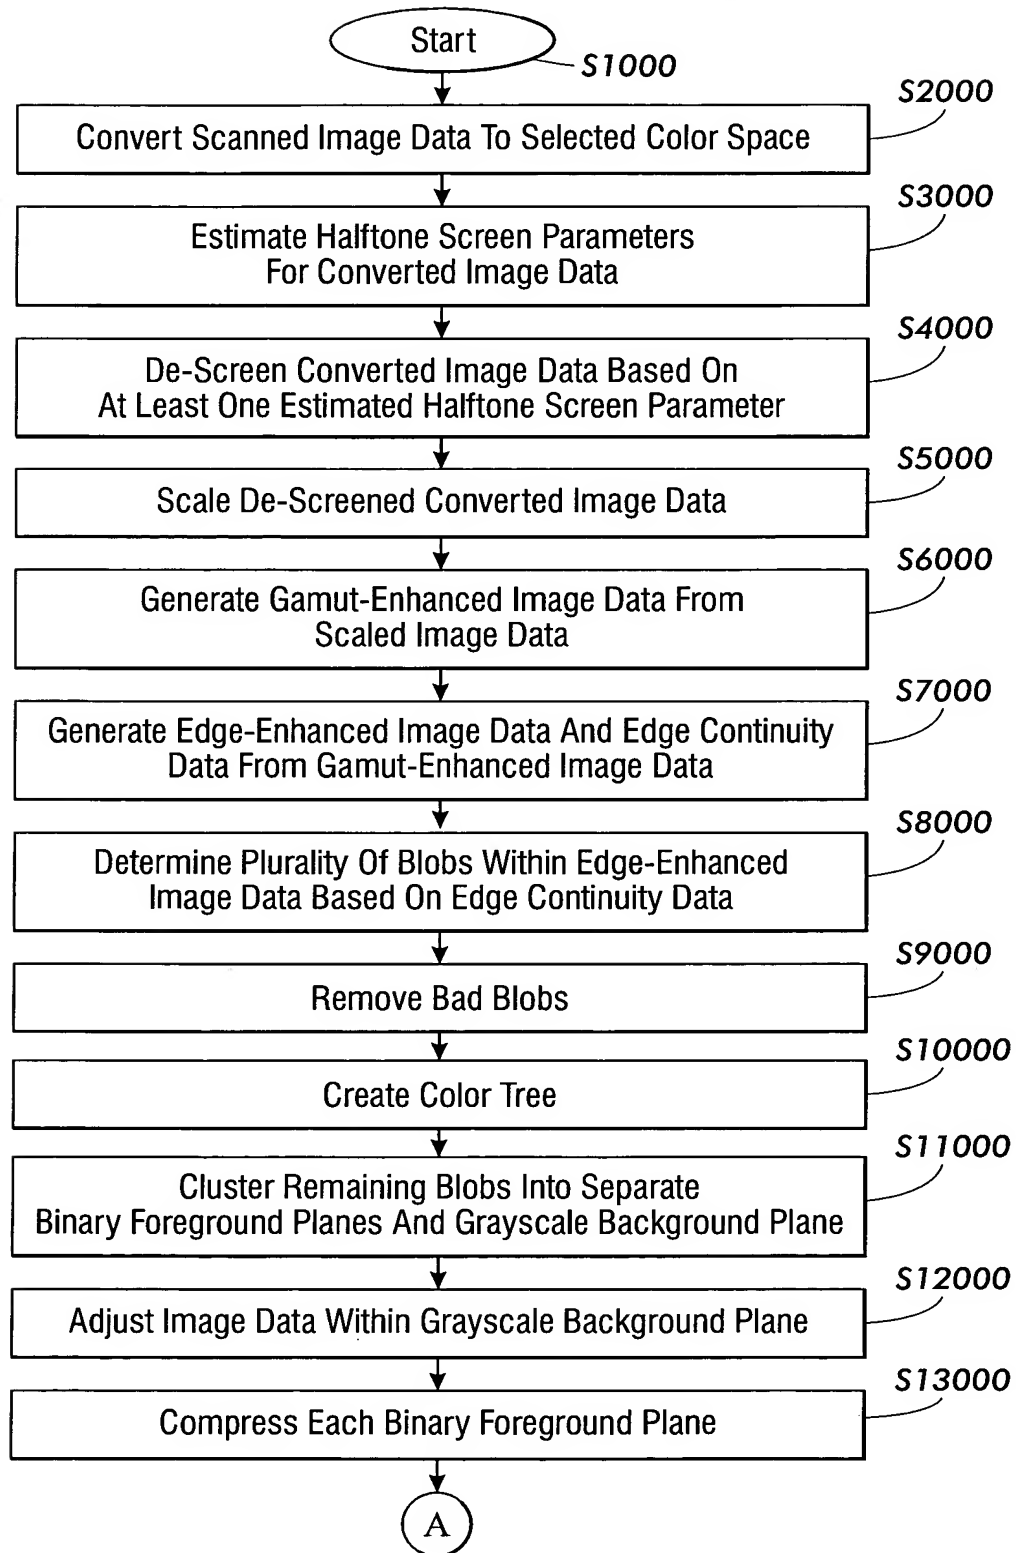 Start
S1000
S2000
Convert Scanned Image Data To Selected Color Space
S3000
Estimate Halftone Screen Parameters
For Converted Image Data
S4000
De-Screen Converted Image Data Based On
At Least One Estimated Halftone Screen Parameter
S5000
Scale De-Screened Converted Image Data
S6000
Generate Gamut-Enhanced Image Data From
Scaled Image Data
S7000
Generate Edge-Enhanced Image Data And Edge Continuity
Data From Gamut-Enhanced Image Data
S8000
Determine Plurality Of Blobs Within Edge-Enhanced
Image Data Based On Edge Continuity Data
S9000
Remove Bad Blobs
S10000
Create Color Tree
S11000
Cluster Remaining Blobs Into Separate
Binary Foreground Planes And Grayscale Background Plane
S12000
Adjust Image Data Within Grayscale Background Plane
S13000
Compress Each Binary Foreground Plane
A